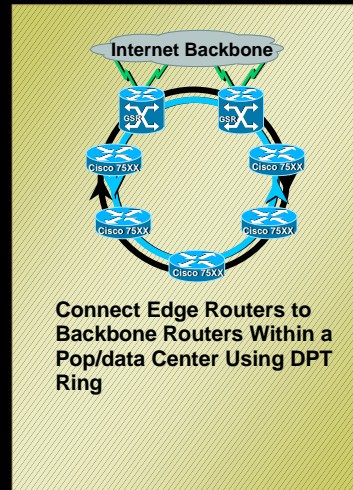 Internet Backbone
GSR
GSR
Cisco 75XX
Cisco 75XX
Cisco 75XX
Cisco 75XX
Cisco 75XX
Connect Edge Routers to
Backbone Routers Within a
Pop/data Center Using DPT
Ring